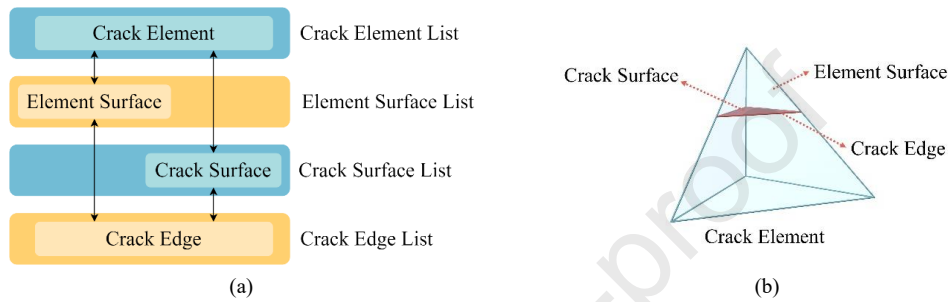 Crack Element
Crack Element List
Element Surface
Element Surface List
Crack Surface
Crack Surface List
Crack Edge
Crack Edge List
(a)
Crack Surface
Element Surface
Crack Edge
Crack Element
(b)